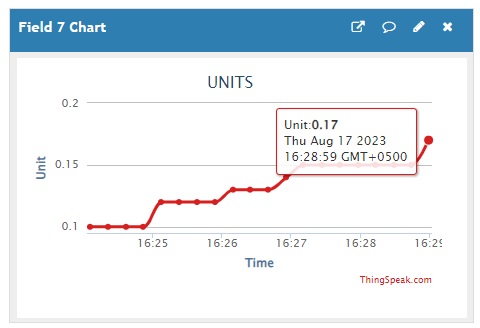 Field 7 Chart
UNITS
0.2
0.15
0.1
Unit
Unit:0.17
Thu Aug 17 2023
16:28:59 GMT+0500
16:25
16:26
16:27
16:28
16:29
Time
ThingSpeak.com